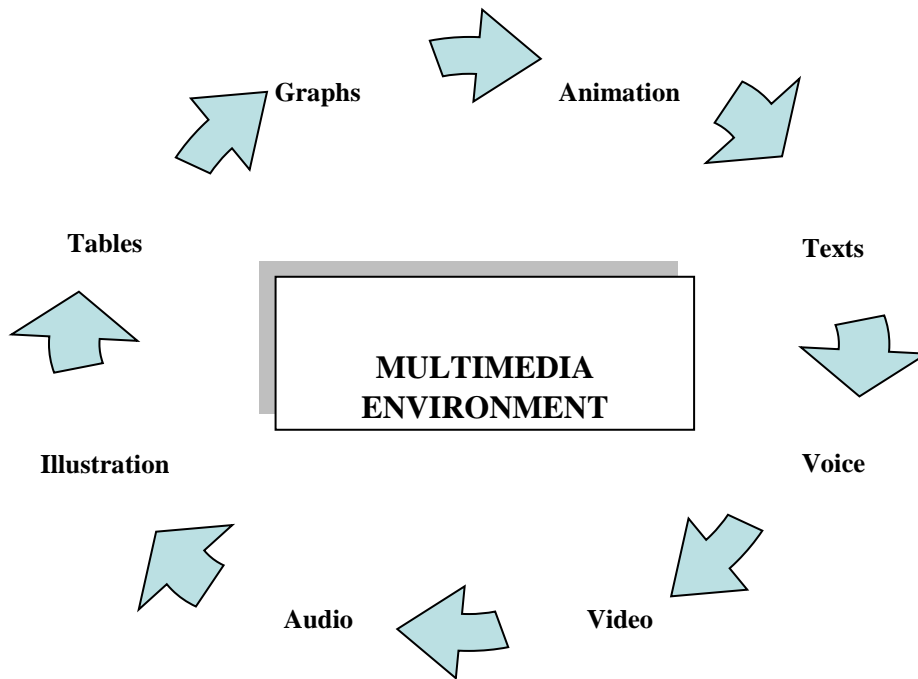 Graphs
Animation
Tables
Texts
MULTIMEDIA
ENVIRONMENT
Illustration
Voice
Audio
Video